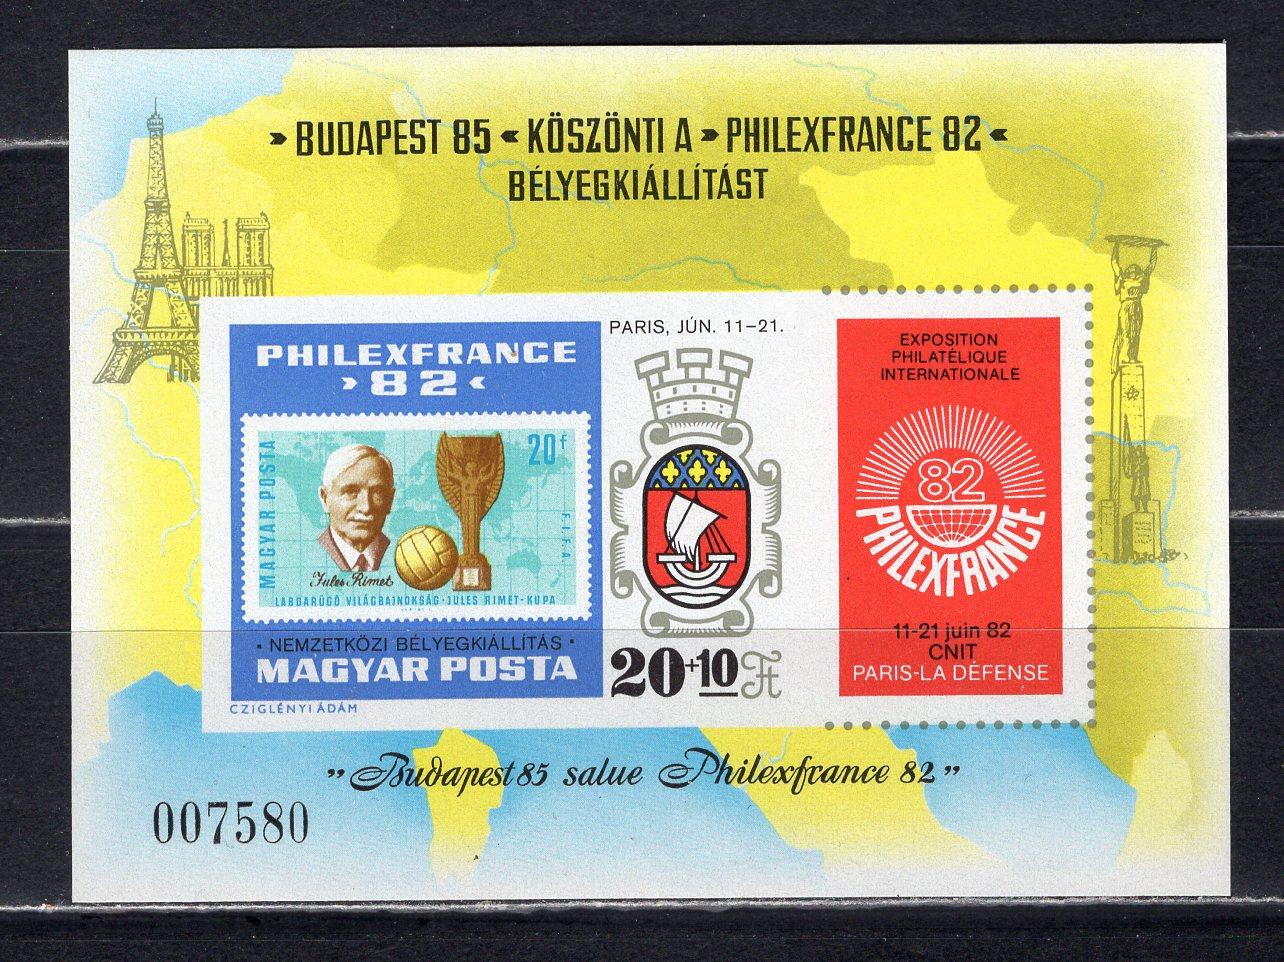 »BUDAPEST 85« KÖSZÖNTI A »PHILEXFRANCE 82«
BÉLYEGKIÁLLÍTÁST
PHILEXFRANCE
»82«
MAGYAR POSTA
20f
F.I.F.A.
Jules Rimet
LABDARÚGÓ VILÁGBAJNOKSÁG·JULES RIMET-KUPA
·NEMZETKÖZI BÉLYEGKIÁLLÍTÁS·
MAGYAR POSTA
CZIGLÉNYI ÁDÁM
PARIS, JÚN. 11-21.
20+10 Ft
EXPOSITION
PHILATÉLIQUE
INTERNATIONALE
82
PHILEXFRANCE
11-21 juin 82
CNIT
PARIS-LA DÉFENSE
"Budapest 85 salue Philexfrance 82"
007580